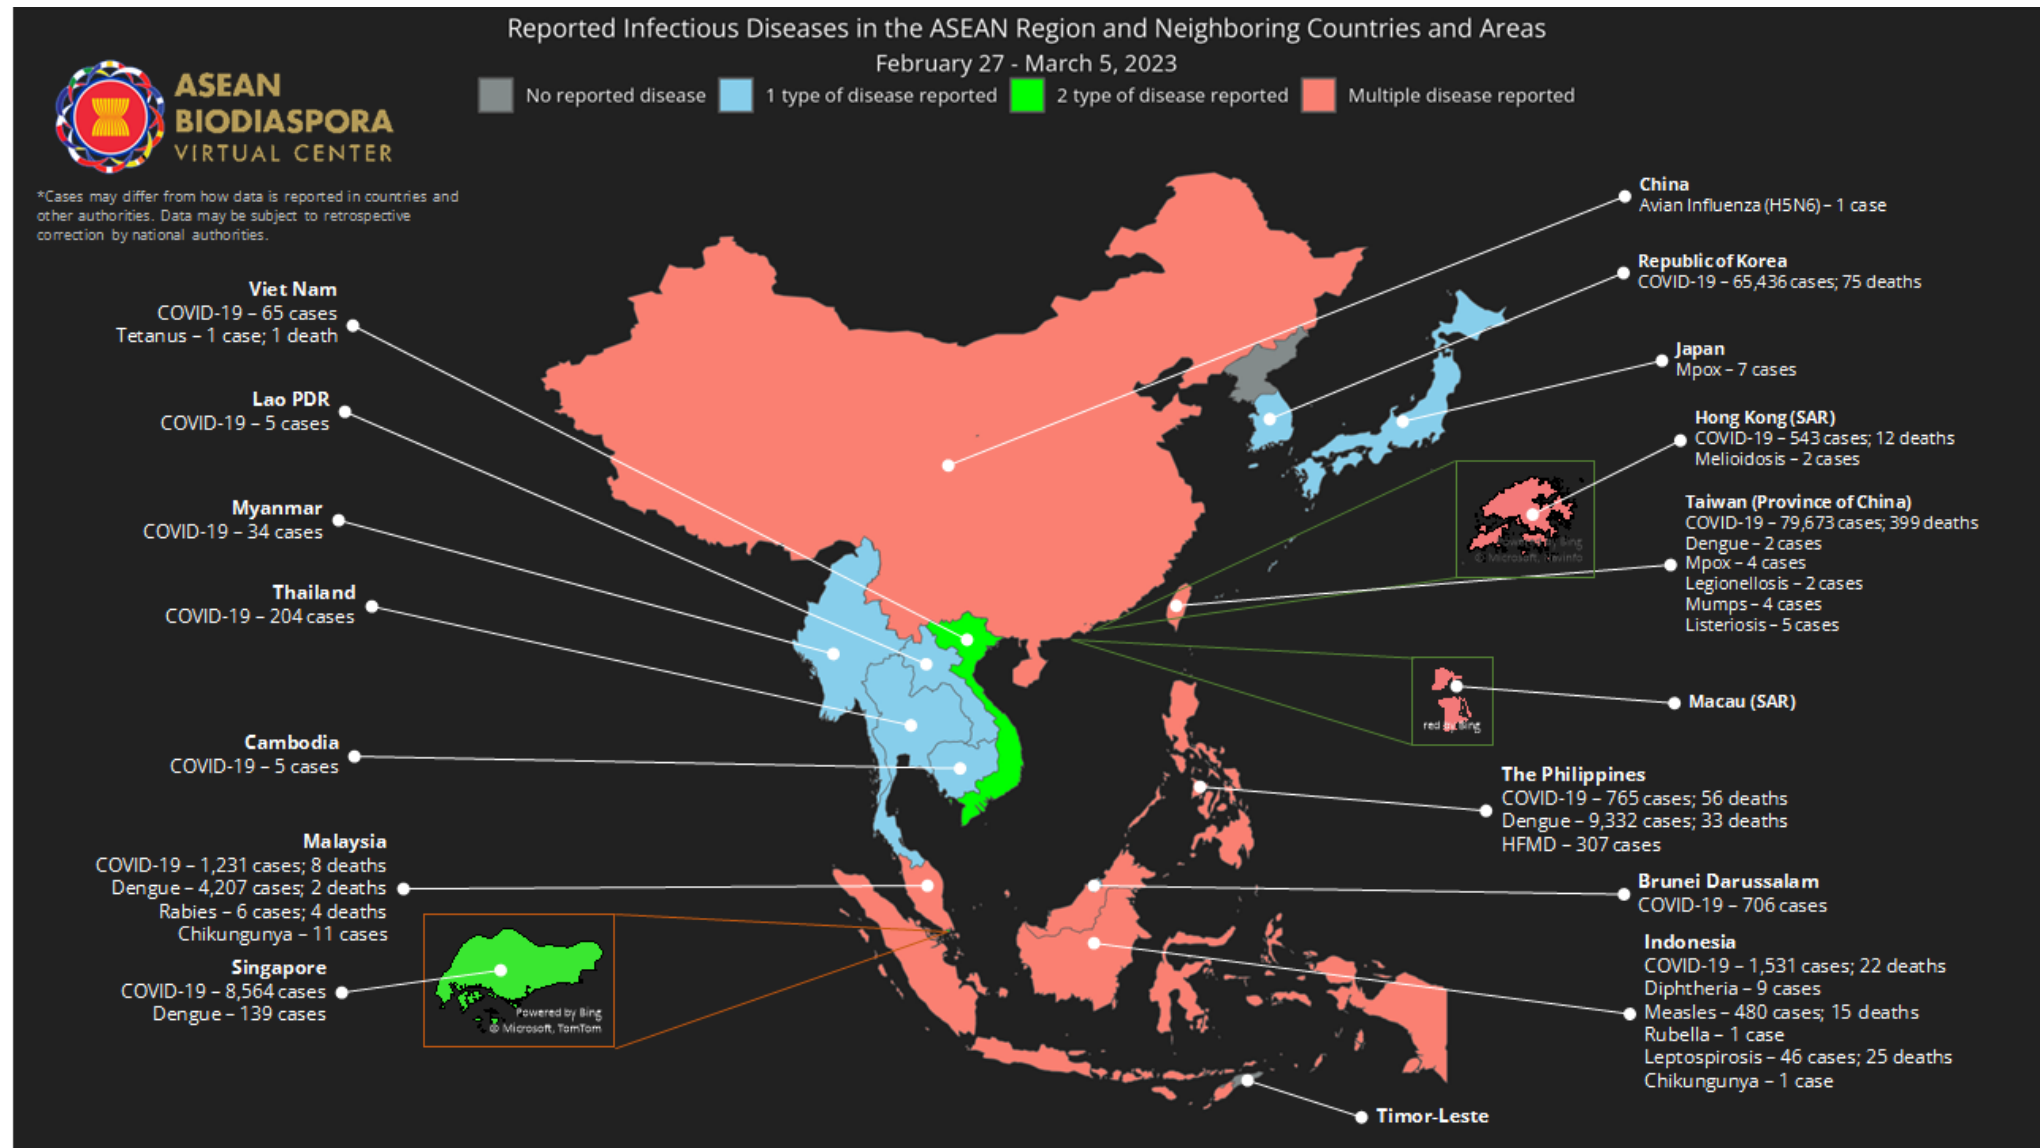 Reported Infectious Diseases in the ASEAN Region and Neighboring Countries and Areas
February 27 - March 5, 2023
No reported disease
1 type of disease reported
2 type of disease reported
Multiple disease reported
ASEAN
BIODIASPORA
VIRTUAL CENTER
*Cases may differ from how data is reported in countries and
other authorities. Data may be subject to retrospective
correction by national authorities.
Viet Nam
COVID-19 – 65 cases
Tetanus – 1 case; 1 death
Lao PDR
COVID-19 – 5 cases
Myanmar
COVID-19 – 34 cases
Thailand
COVID-19 – 204 cases
Cambodia
COVID-19 – 5 cases
Malaysia
COVID-19 – 1,231 cases; 8 deaths
Dengue – 4,207 cases; 2 deaths
Rabies – 6 cases; 4 deaths
Chikungunya – 11 cases
Singapore
COVID-19 – 8,564 cases
Dengue – 139 cases
Powered by Bing
© Microsoft, TomTom
China
Avian Influenza (H5N6) – 1 case
Republic of Korea
COVID-19 – 65,436 cases; 75 deaths
Japan
Mpox – 7 cases
Hong Kong (SAR)
COVID-19 – 543 cases; 12 deaths
Melioidosis – 2 cases
by Bing
© Microsoft, Navinfo
Taiwan (Province of China)
COVID-19 – 79,673 cases; 399 deaths
Dengue – 2 cases
Mpox – 4 cases
Legionellosis – 2 cases
Mumps – 4 cases
Listeriosis – 5 cases
Macau (SAR)
red by Bing
The Philippines
COVID-19 – 765 cases; 56 deaths
Dengue – 9,332 cases; 33 deaths
HFMD – 307 cases
Brunei Darussalam
COVID-19 – 706 cases
Indonesia
COVID-19 – 1,531 cases; 22 deaths
Diphtheria – 9 cases
Measles – 480 cases; 15 deaths
Rubella – 1 case
Leptospirosis – 46 cases; 25 deaths
Chikungunya – 1 case
Timor-Leste